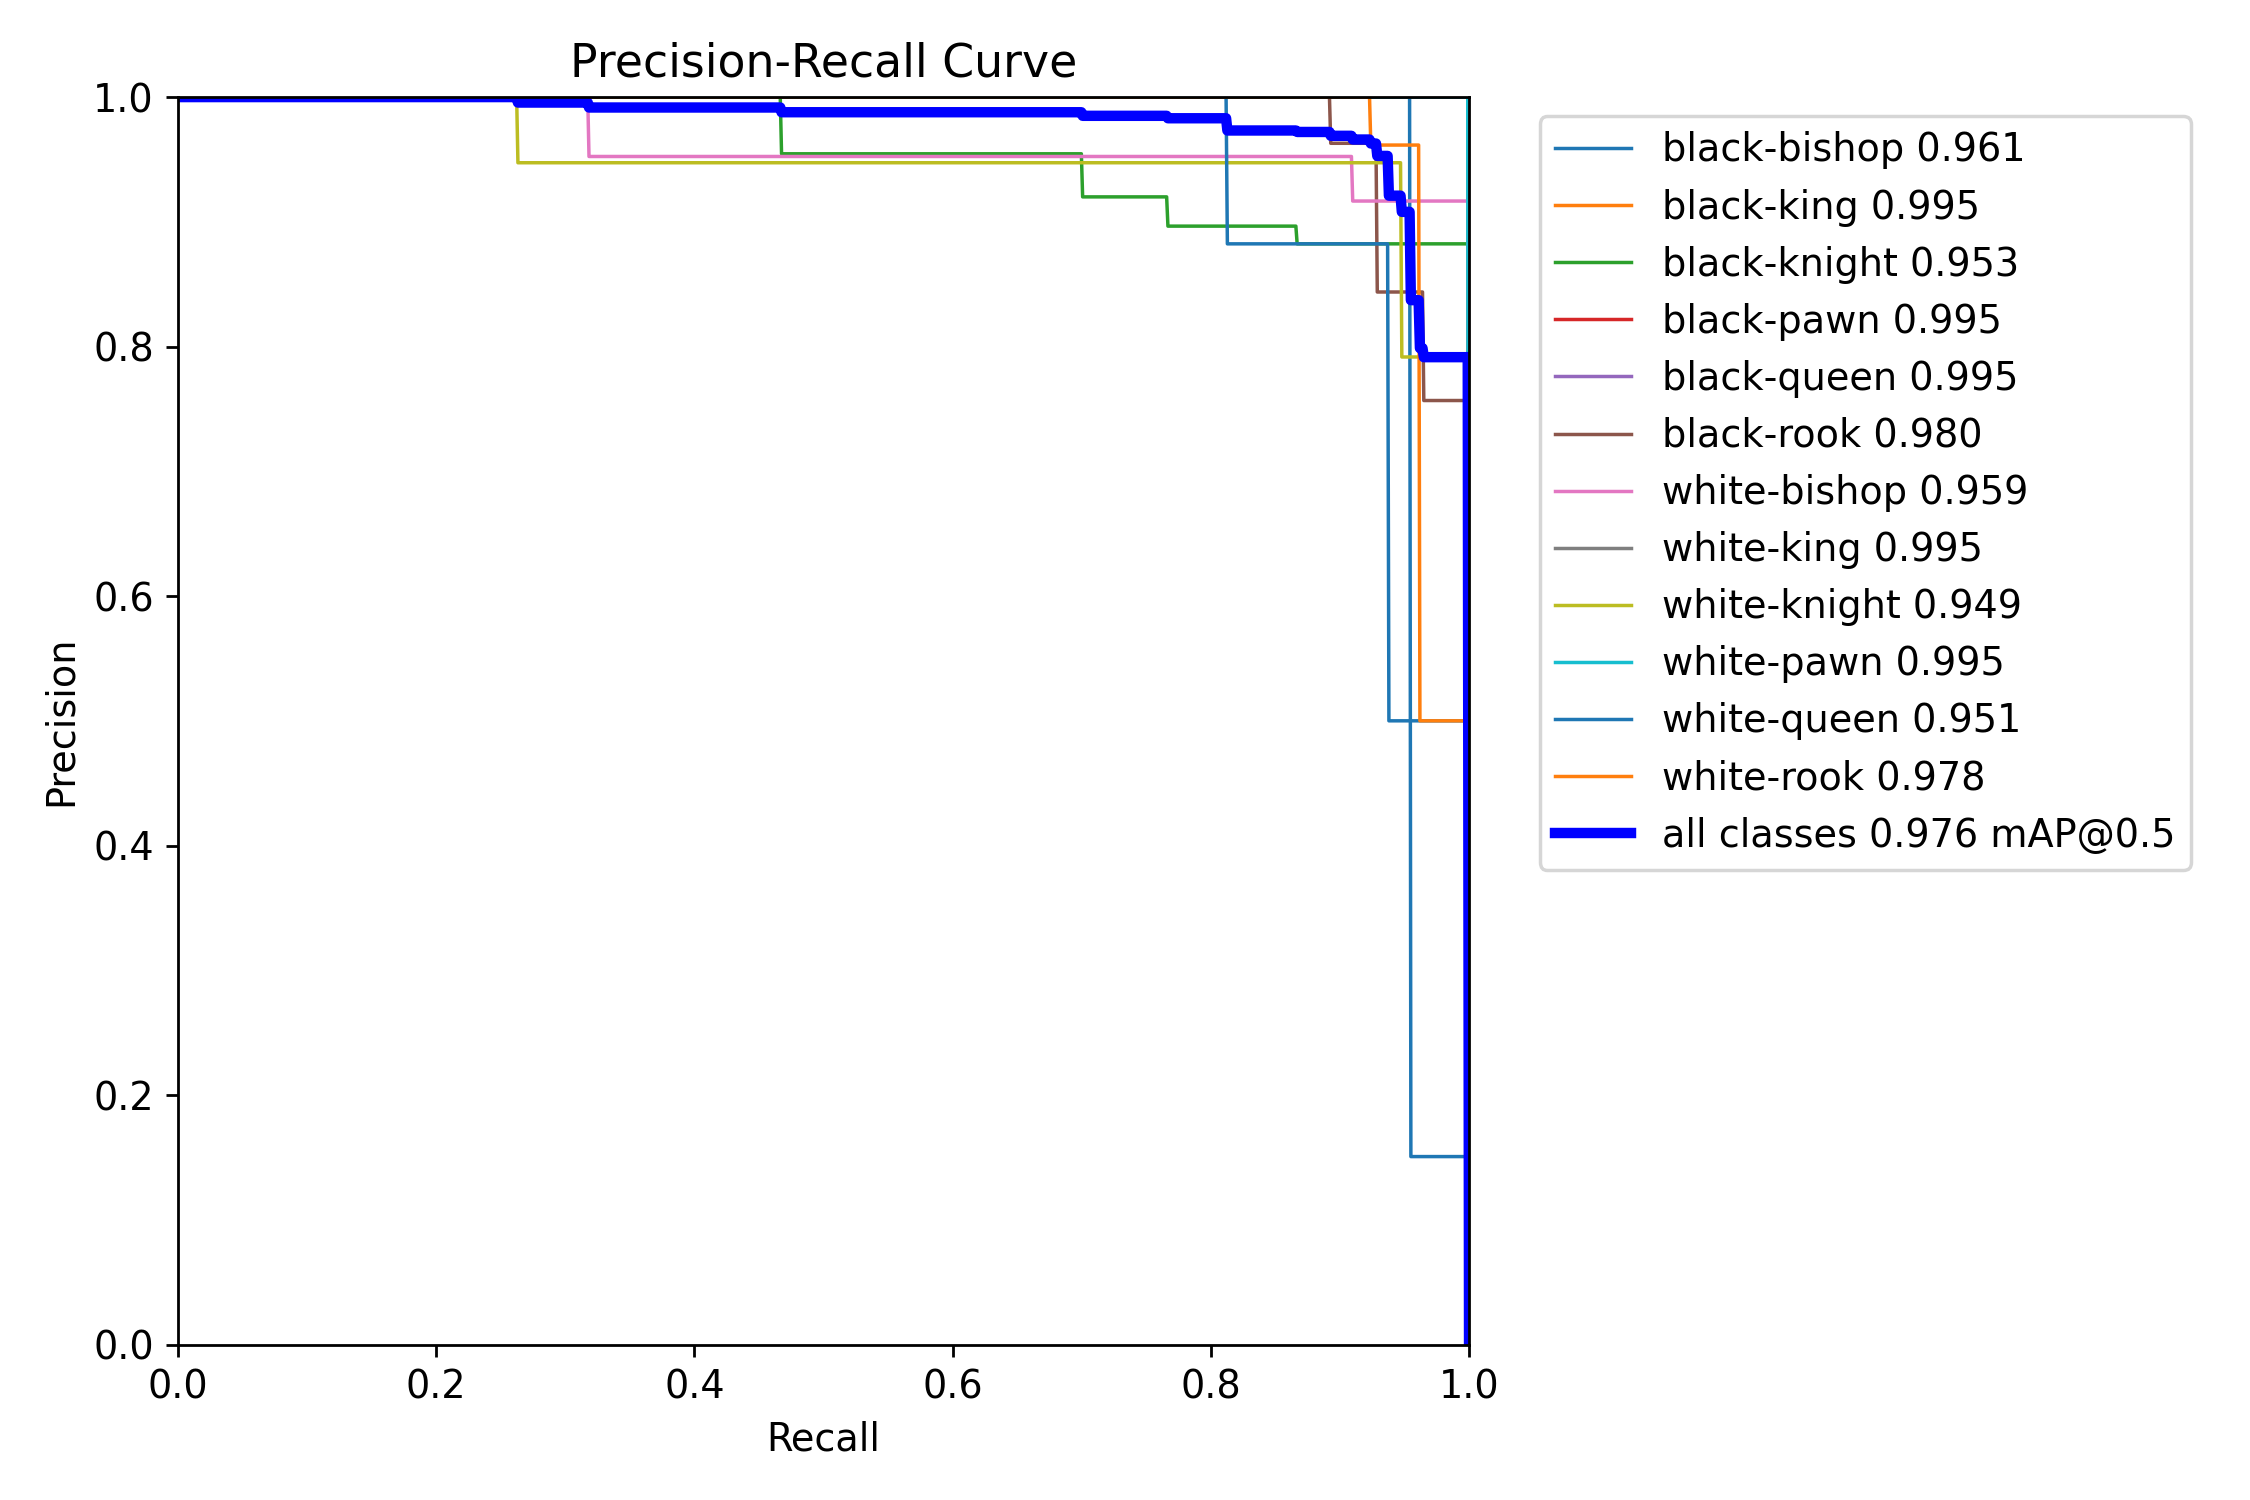 Precision-Recall Curve
1.0
0.8
0.6
0.4
0.2
0.0
Precision
0.0 0.2 0.4 0.6 0.8 1.0
Recall
black-bishop 0.961
black-king 0.995
black-knight 0.953
black-pawn 0.995
black-queen 0.995
black-rook 0.980
white-bishop 0.959
white-king 0.995
white-knight 0.949
white-pawn 0.995
white-queen 0.951
white-rook 0.978
all classes 0.976 mAP@0.5